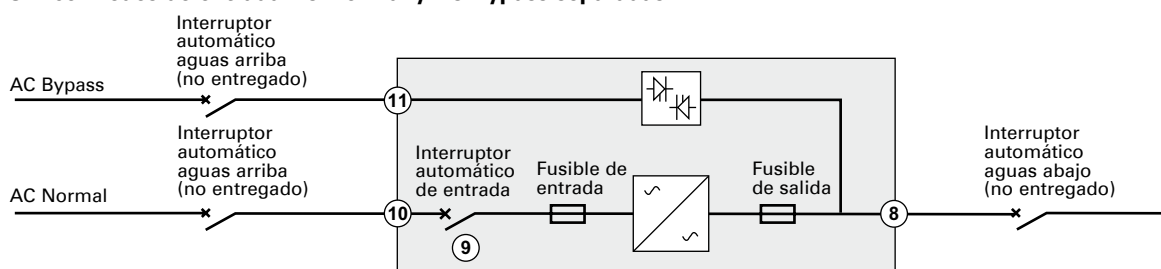 Interruptor
automático
aguas arriba
(no entregado)
AC Bypass
11
Interruptor
automático
aguas arriba
(no entregado)
AC Normal
10
Interruptor
automático
de entrada
9
Fusible de
entrada
Fusible
de salida
8
Interruptor
automático
aguas abajo
(no entregado)